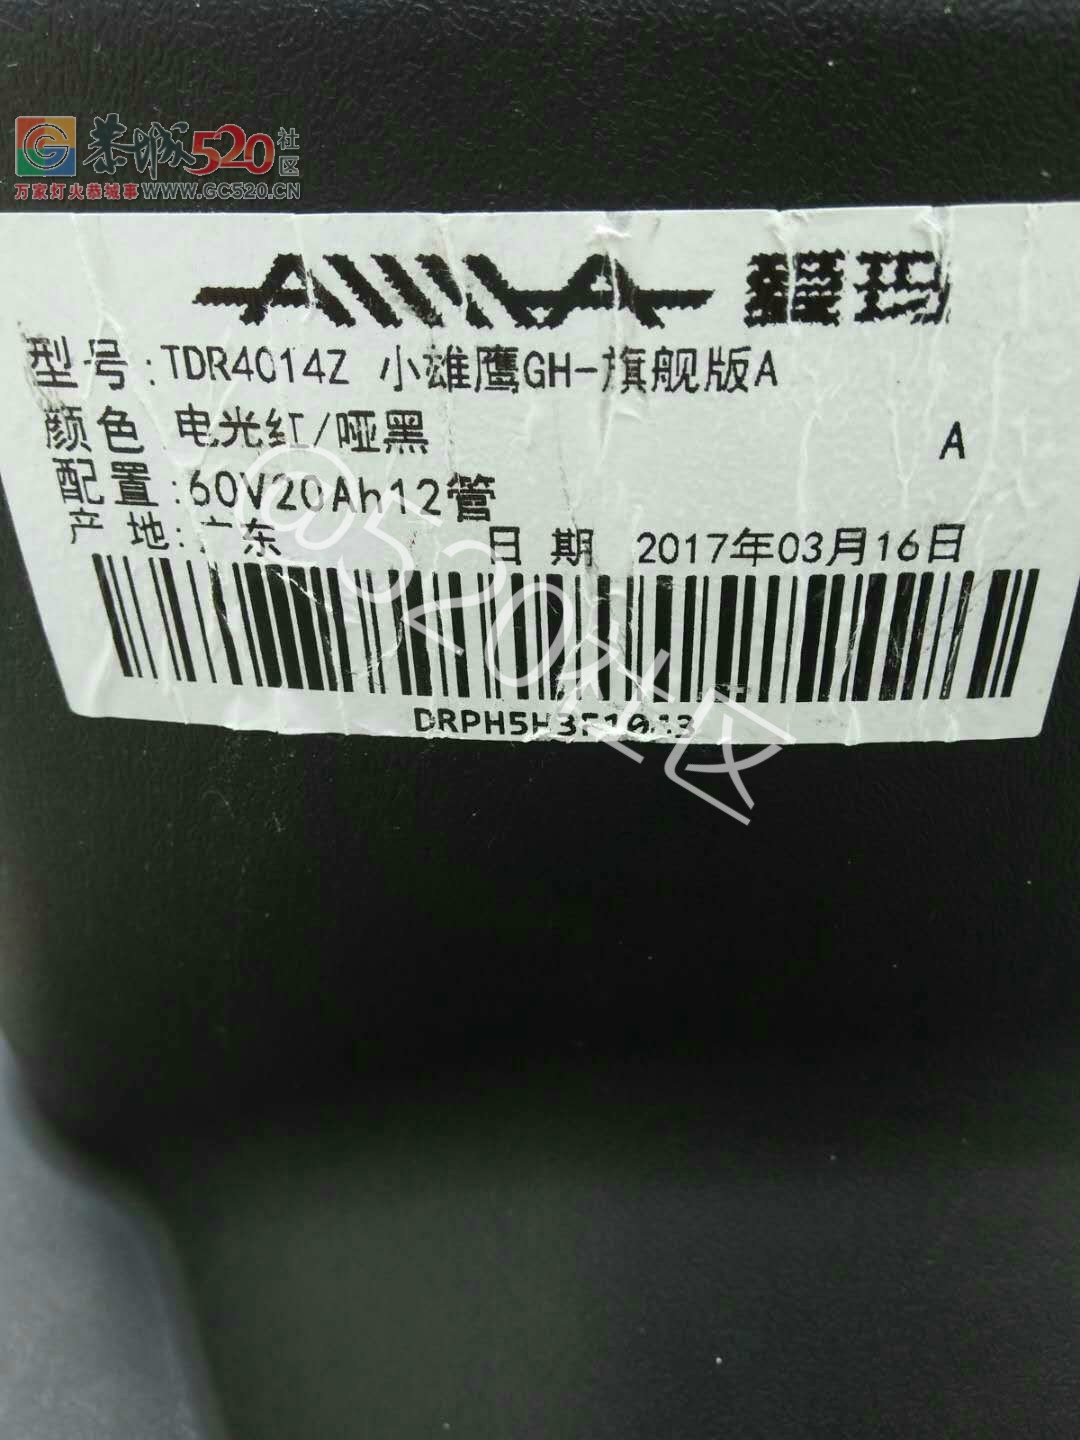 恭城520社区
万家灯火恭城事 WWW.GC520.CN
AIMA 爱玛
型号:TDR4014Z 小雄鹰GH-旗舰版A
颜色 电光红/哑黑 A
配置:60V20Ah12管
产地:广东 日期 2017年03月16日
@520社区